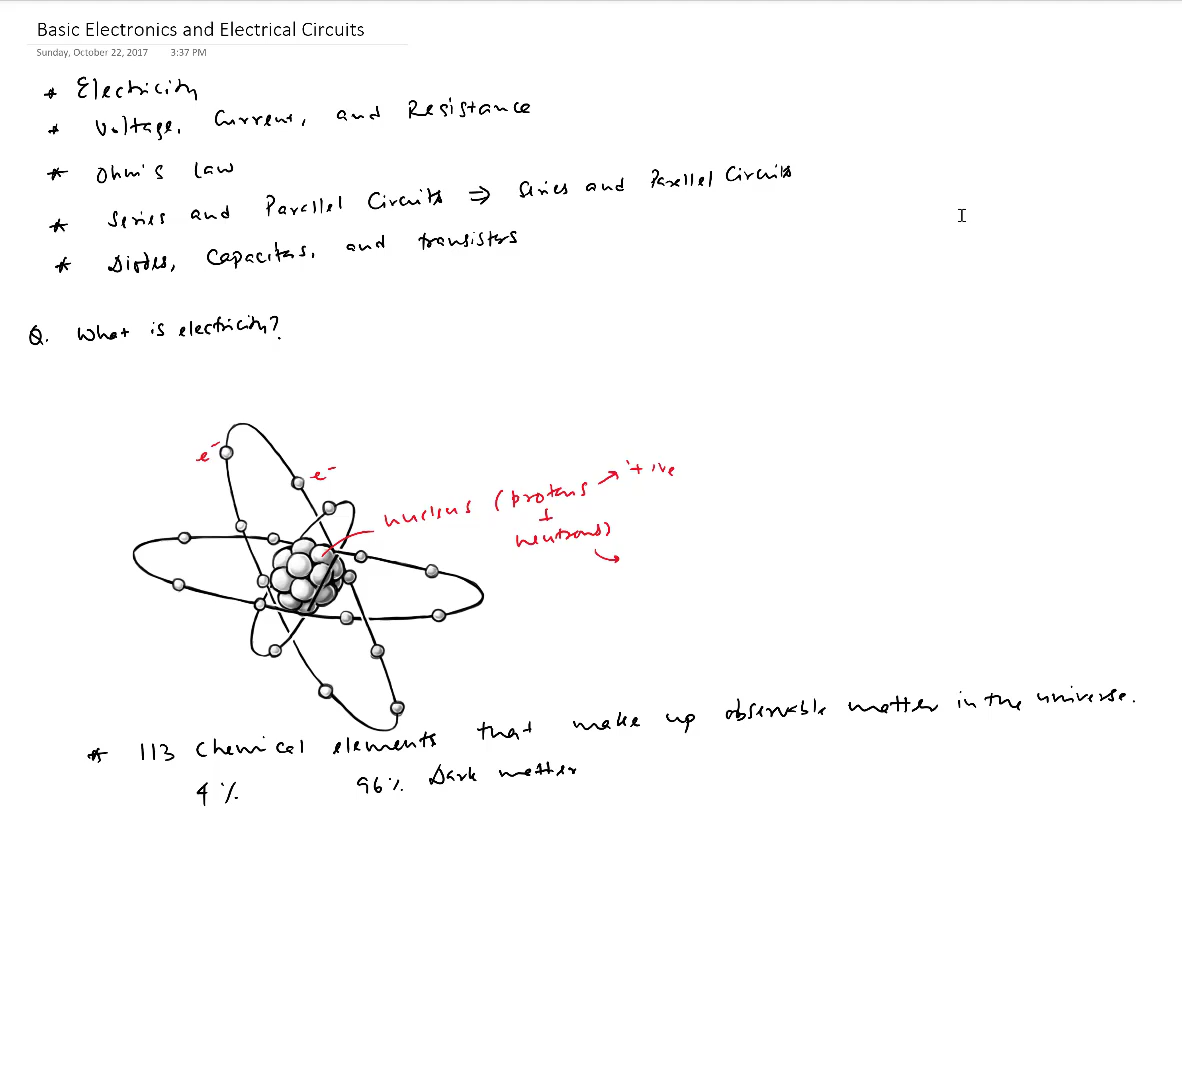 Basic Electronics and Electrical Circuits
Sunday, October 22, 2017 3:37 PM
* Electricity
* Voltage, Current, and Resistance
* Ohm's Law
* Series and Parallel Circuits ⇒ Series and Parellel Circuits
* Diodes, Capacitors, and transistors
Q. What is electricity?
e⁻
e⁻
nucleus (protons → +ive
+
neutrons)
* 113 Chemical elements that make up observable matter in the universe.
4% 96% Dark matter